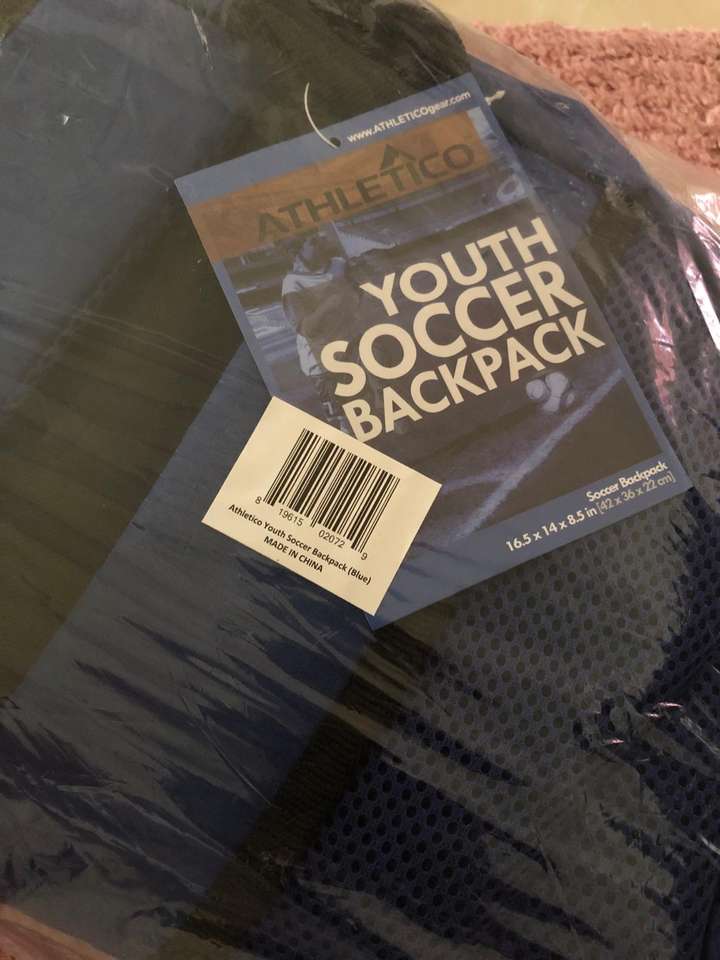 www.ATHLETICOgear.com
ATHLETICO
YOUTH
SOCCER
BACKPACK
Soccer Backpack
16.5 x 14 x 8.5 in [42 x 36 x 22 cm]
8 19615 02072 9
Athletico Youth Soccer Backpack (Blue)
MADE IN CHINA